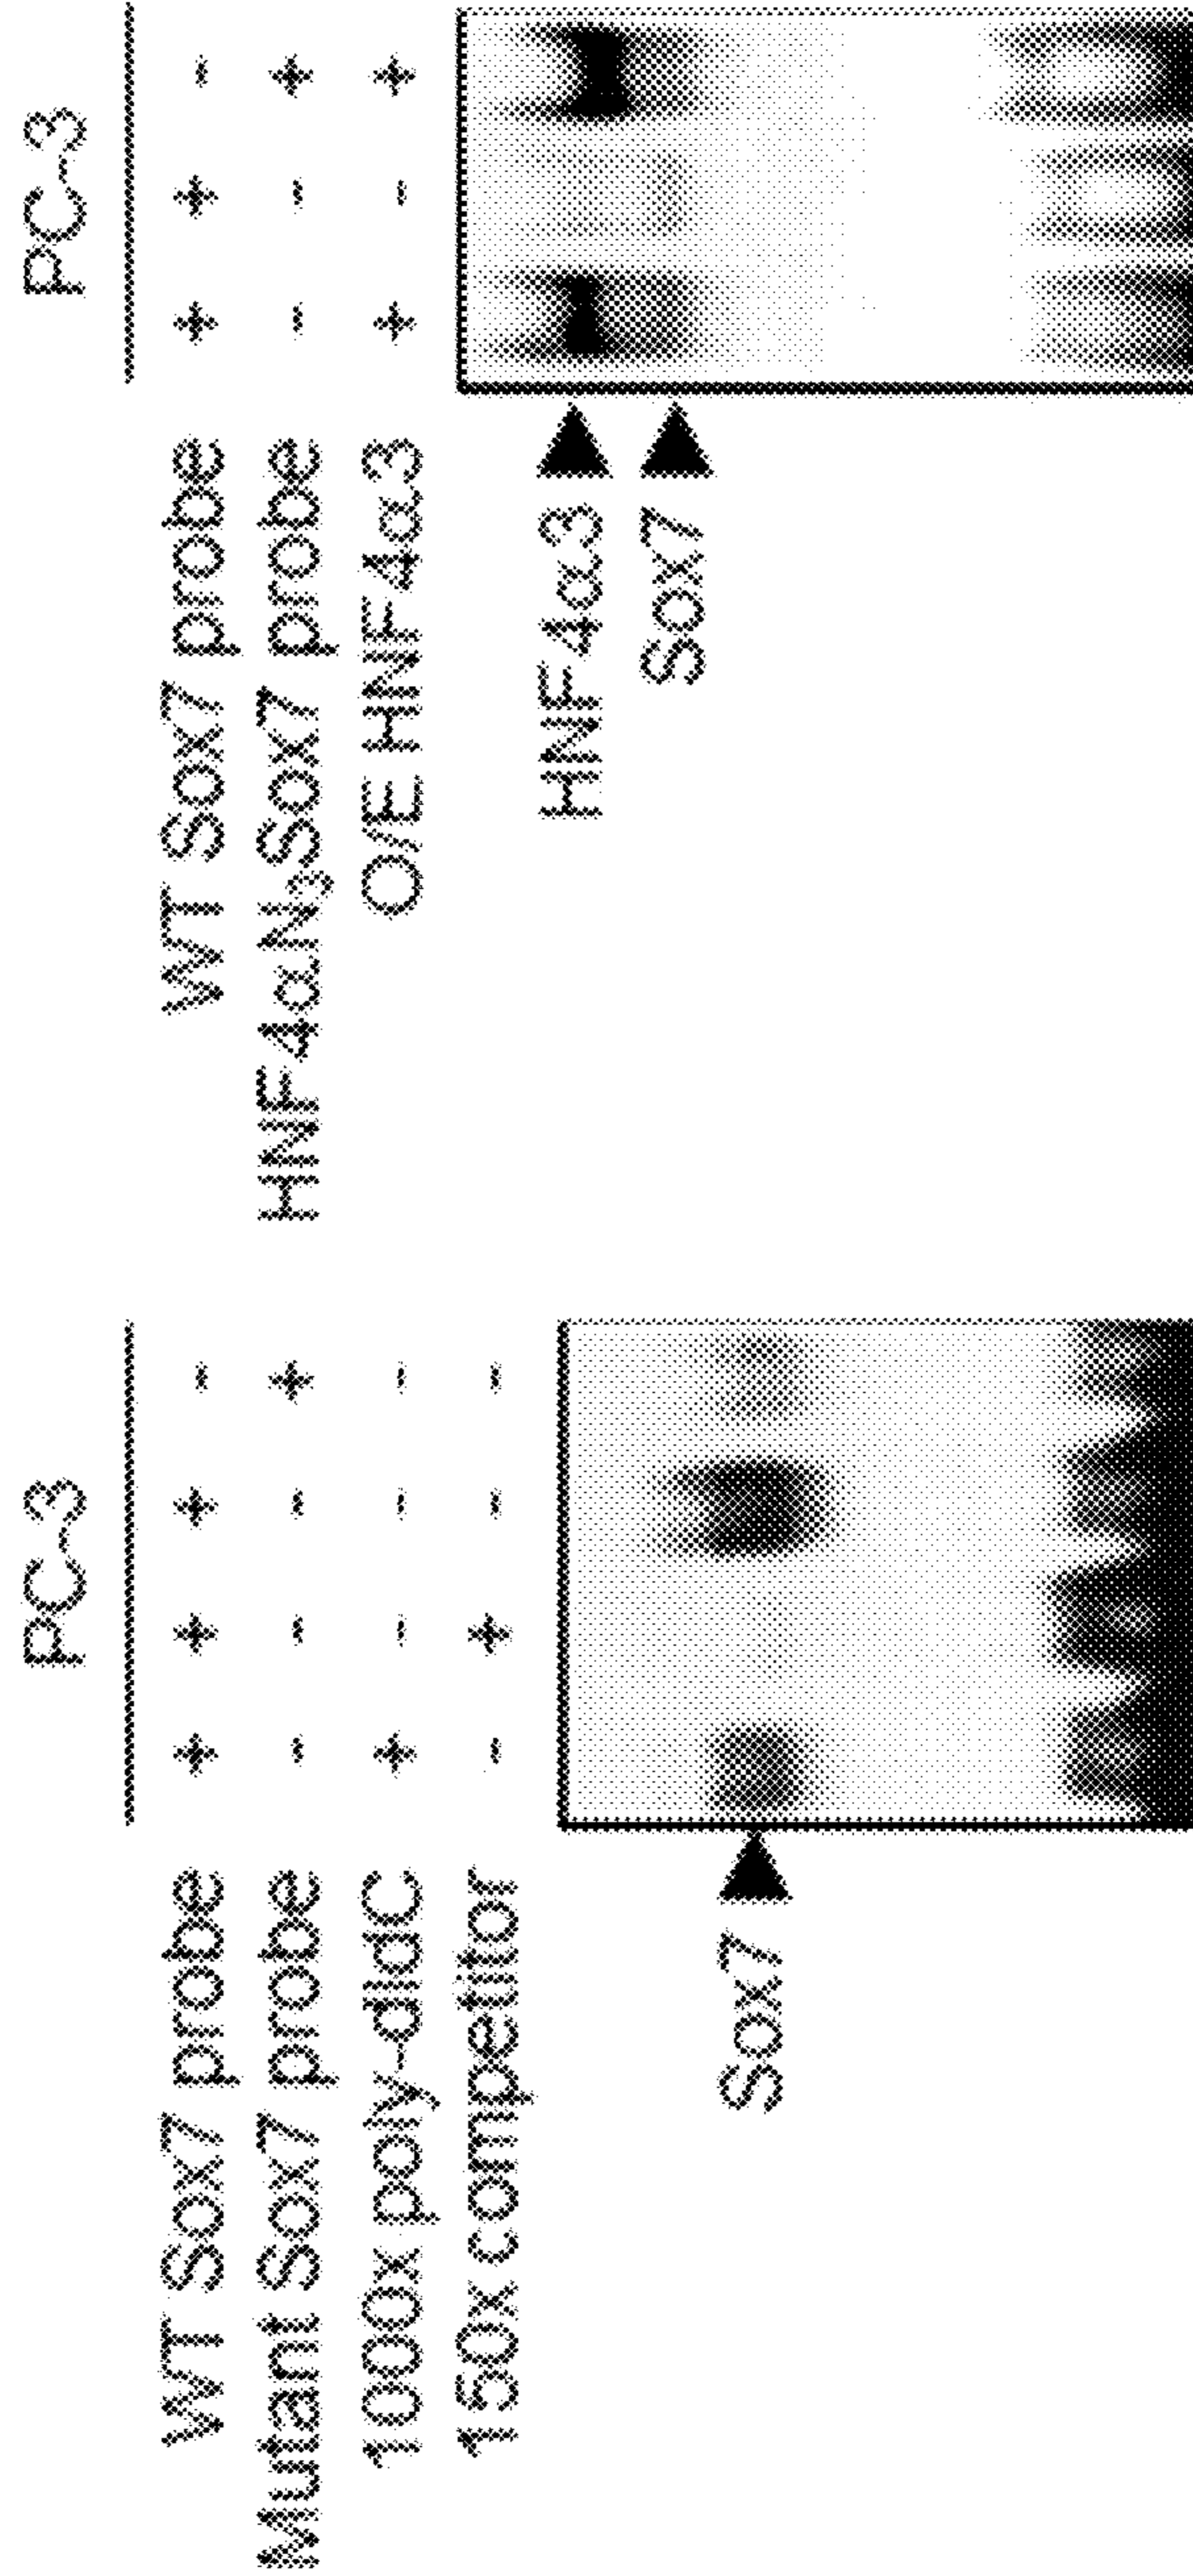 PC-3
WT Sox7 probe + + + -
Mutant Sox7 probe - - - +
1000x poly-dIdC + - - -
150x competitor - + - -
Sox7
PC-3
WT Sox7 probe + + -
HNF4αN₃Sox7 probe - - +
O/E HNF4α3 + - +
HNF4α3
Sox7